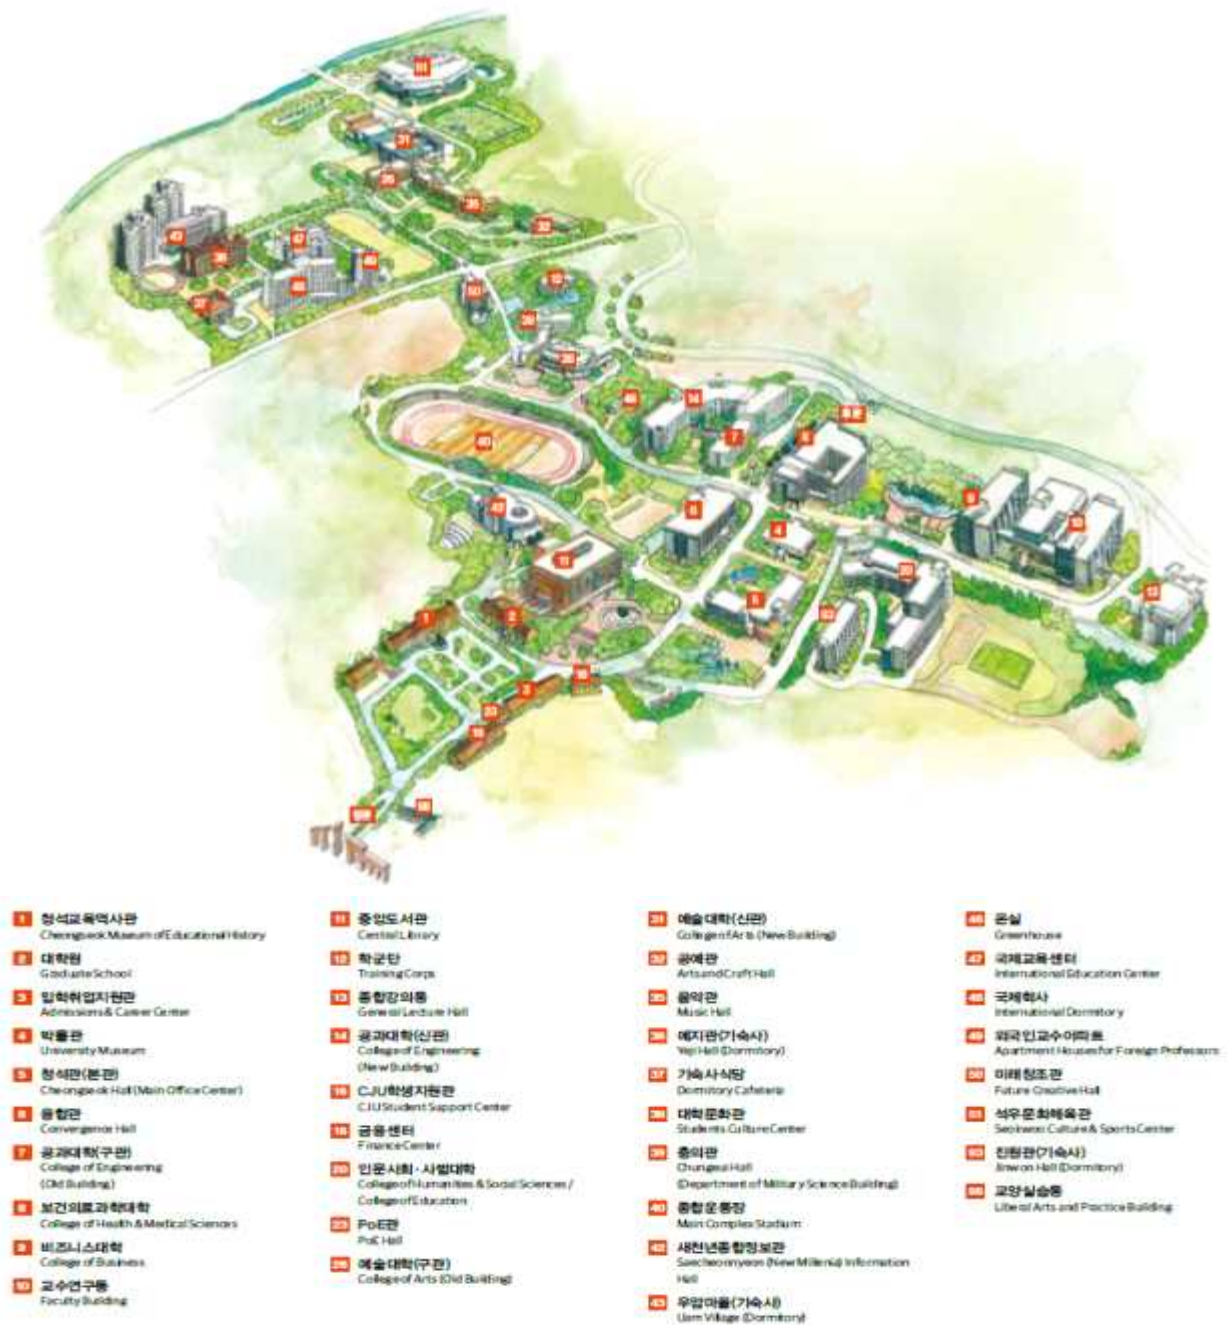 1 청석교육역사관
Cheongseok Museum of Educational History
2 대학원
Graduate School
3 입학취업지원관
Admissions & Career Center
4 박물관
University Museum
5 청석관(본관)
Cheongseok Hall (Main Office Center)
6 융합관
Convergence Hall
7 공과대학(구관)
College of Engineering
(Old Building)
8 보건의료과학대학
College of Health & Medical Sciences
9 비즈니스대학
College of Business
10 교수연구동
Faculty Building
11 중앙도서관
Central Library
12 학군단
Training Corps
13 종합강의동
General Lecture Hall
14 공과대학(신관)
College of Engineering
(New Building)
16 CJU학생지원관
CJU Student Support Center
18 금융센터
Finance Center
20 인문사회·사범대학
College of Humanities & Social Sciences /
College of Education
23 PoE관
PoE Hall
26 예술대학(구관)
College of Arts (Old Building)
31 예술대학(신관)
College of Arts (New Building)
32 공예관
Arts and Craft Hall
35 음악관
Music Hall
36 예지관(기숙사)
Yeji Hall (Dormitory)
37 기숙사식당
Dormitory Cafeteria
38 대학문화관
Students Culture Center
39 충의관
Chungeui Hall
(Department of Military Science Building)
40 종합운동장
Main Complex Stadium
42 새천년종합정보관
Saecheonnyeon (New Millenia) Information
Hall
43 우암마을(기숙사)
Uam Village (Dormitory)
46 온실
Greenhouse
47 국제교육센터
International Education Center
48 국제학사
International Dormitory
49 외국인교수아파트
Apartment Houses for Foreign Professors
50 미래창조관
Future Creative Hall
51 석우문화체육관
Seokwoo Culture & Sports Center
진원관(기숙사)
Jinwon Hall (Dormitory)
교양실습동
Liberal Arts and Practice Building